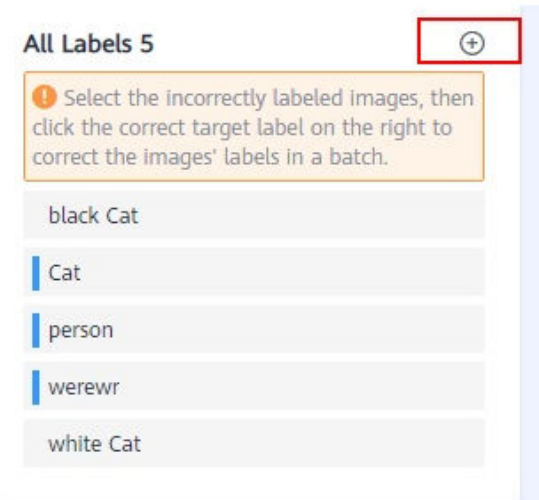 All Labels 5
Select the incorrectly labeled images, then
click the correct target label on the right to
correct the images' labels in a batch.
black Cat
Cat
person
werewr
white Cat